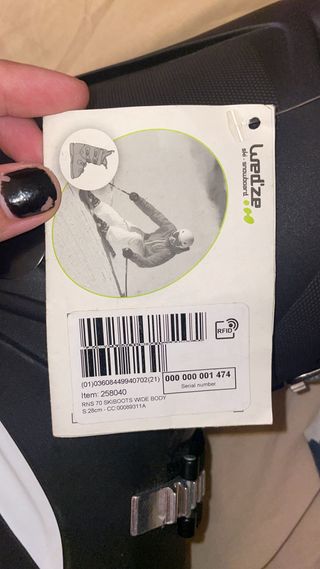 wed'ze
ski - snowboard
RFID
(01)03608449940702(21)
000 000 001 474
Serial number
Item: 258040
RNS 70 SKIBOOTS WIDE BODY
S:28cm - CC:00089311A